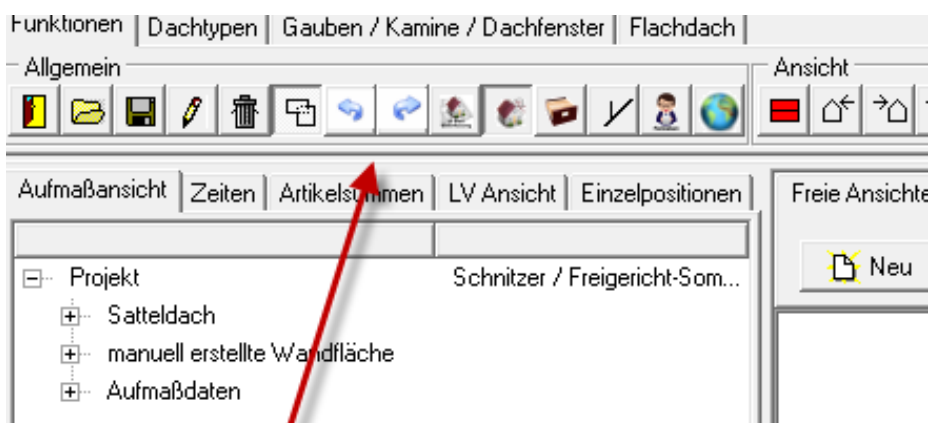 Funktionen Dachtypen Gauben / Kamine / Dachfenster Flachdach
Allgemein Ansicht
Aufmaßansicht Zeiten Artikelsummen LV Ansicht Einzelpositionen Freie Ansichte
Neu
Projekt Schnitzer / Freigericht-Som...
Satteldach
manuell erstellte Wandfläche
Aufmaßdaten